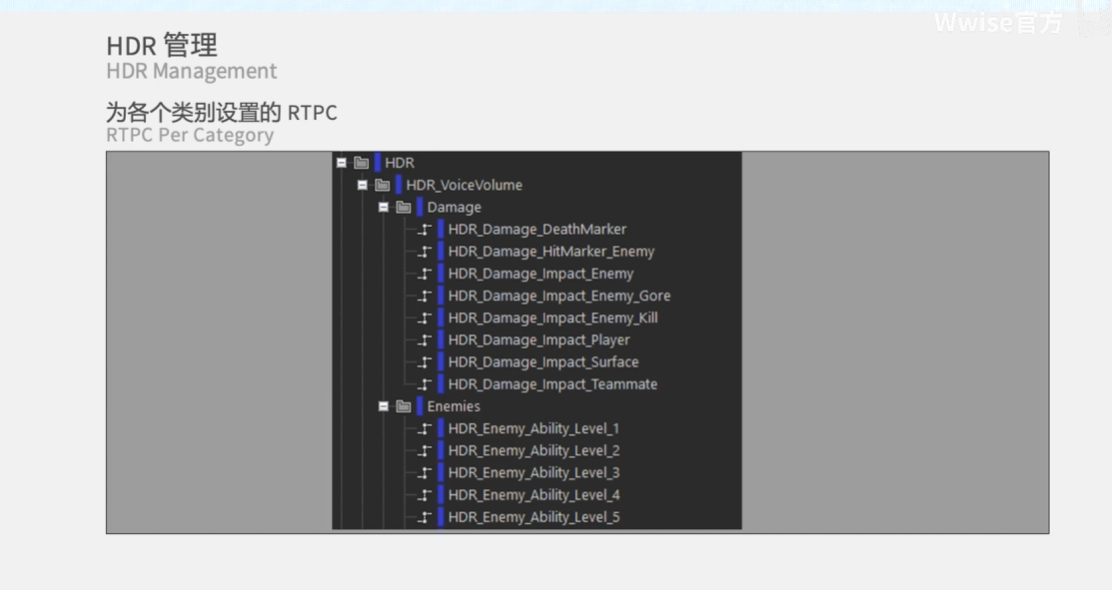 Wwise官方
HDR 管理
HDR Management
为各个类别设置的 RTPC
RTPC Per Category
HDR
HDR_VoiceVolume
Damage
HDR_Damage_DeathMarker
HDR_Damage_HitMarker_Enemy
HDR_Damage_Impact_Enemy
HDR_Damage_Impact_Enemy_Gore
HDR_Damage_Impact_Enemy_Kill
HDR_Damage_Impact_Player
HDR_Damage_Impact_Surface
HDR_Damage_Impact_Teammate
Enemies
HDR_Enemy_Ability_Level_1
HDR_Enemy_Ability_Level_2
HDR_Enemy_Ability_Level_3
HDR_Enemy_Ability_Level_4
HDR_Enemy_Ability_Level_5